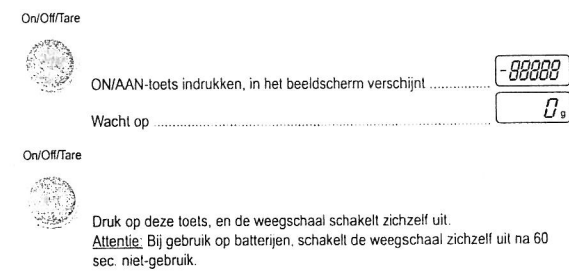 On/Off/Tare
ON/AAN-toets indrukken, in het beeldscherm verschijnt ............... -88888
Wacht op ................................................................................ 0 g
On/Off/Tare
Druk op deze toets, en de weegschaal schakelt zichzelf uit.
Attentie: Bij gebruik op batterijen, schakelt de weegschaal zichzelf uit na 60
sec. niet-gebruik.